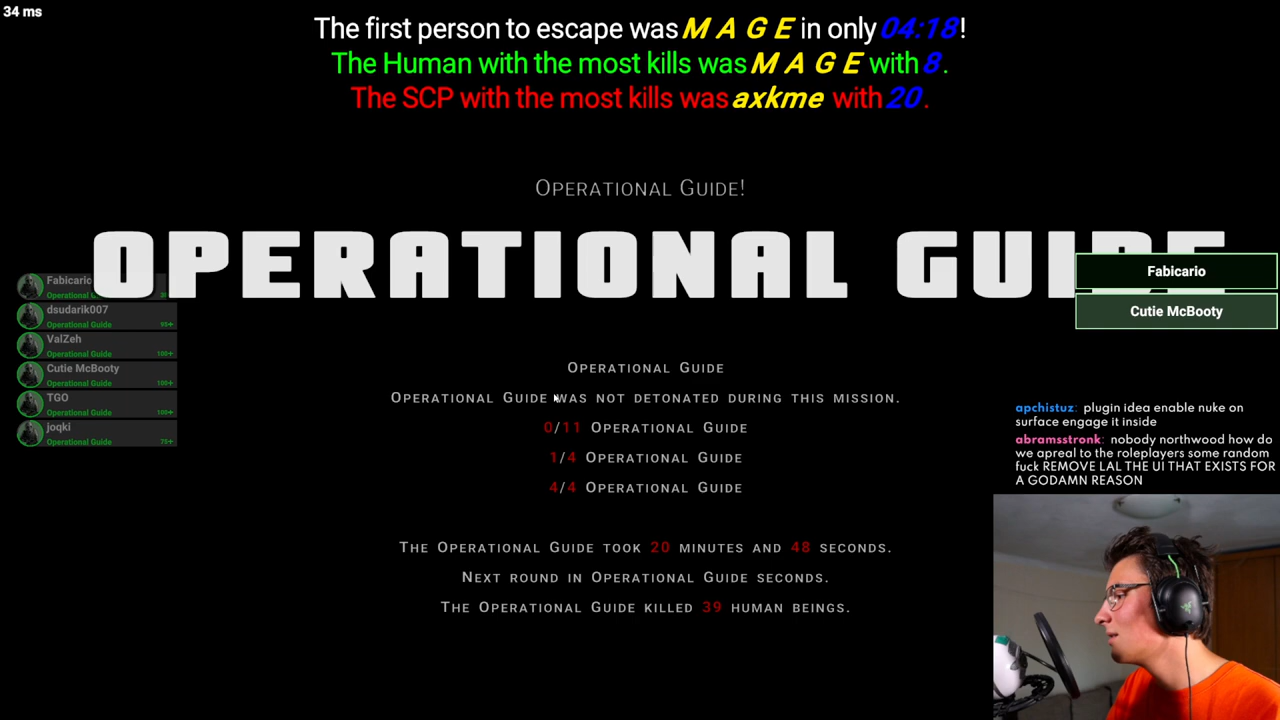 34 ms
The first person to escape was M A G E in only 04:18!
The Human with the most kills was M A G E with 8.
The SCP with the most kills was axkme with 20.
Operational Guide!
OPERATIONAL GUIDE
Fabicario
Operational G
dsudarik007
Operational Guide 95+
ValZeh
Operational Guide 100+
Cutie McBooty
Operational Guide 100+
TGO
Operational Guide 100+
joqki
Operational Guide 75+
Fabicario
Cutie McBooty
Operational Guide
Operational Guide was not detonated during this mission.
0/11 Operational Guide
1/4 Operational Guide
4/4 Operational Guide
The Operational Guide took 20 minutes and 48 seconds.
Next round in Operational Guide seconds.
The Operational Guide killed 39 human beings.
apchistuz: plugin idea enable nuke on
surface engage it inside
abramsstronk: nobody northwood how do
we apreal to the roleplayers some random
fuck REMOVE LAL THE UI THAT EXISTS FOR
A GODAMN REASON